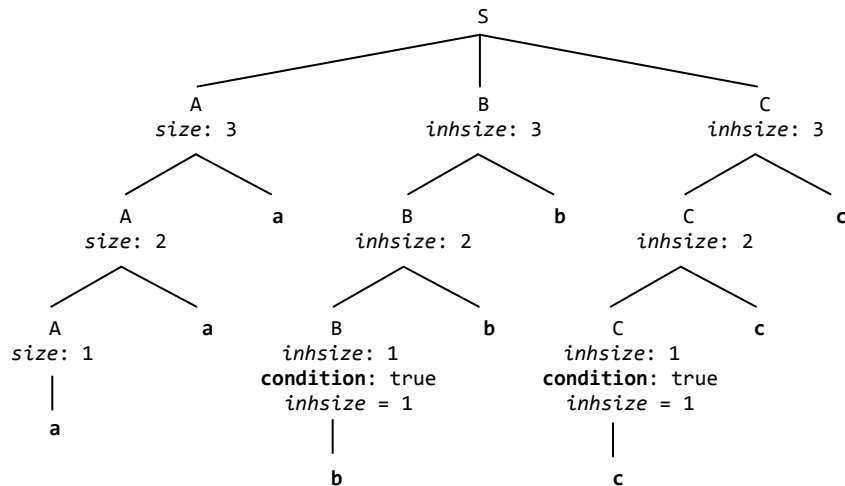 S
A B C
size: 3 inhsize: 3 inhsize: 3
A a B b C c
size: 2 inhsize: 2 inhsize: 2
A a B b C c
size: 1 inhsize: 1 inhsize: 1
condition: true condition: true
inhsize = 1 inhsize = 1
a
b c